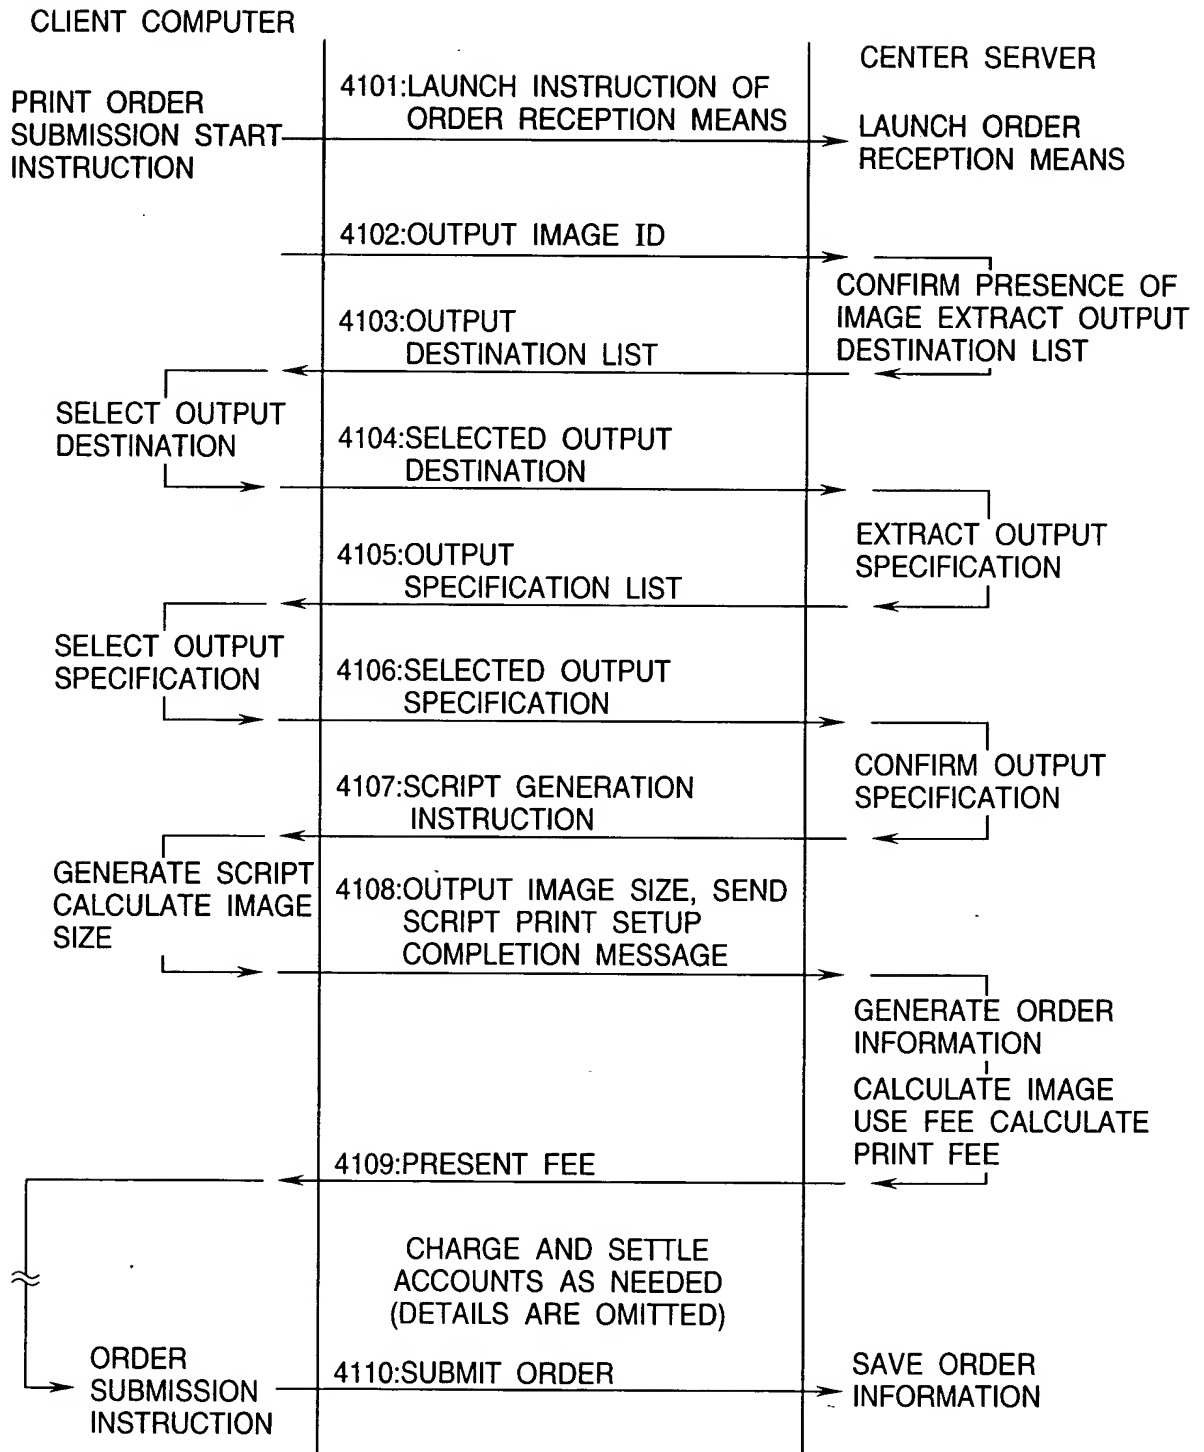 CLIENT COMPUTER
CENTER SERVER
PRINT ORDER
SUBMISSION START
INSTRUCTION
4101:LAUNCH INSTRUCTION OF
ORDER RECEPTION MEANS
LAUNCH ORDER
RECEPTION MEANS
4102:OUTPUT IMAGE ID
CONFIRM PRESENCE OF
IMAGE EXTRACT OUTPUT
DESTINATION LIST
4103:OUTPUT
DESTINATION LIST
SELECT OUTPUT
DESTINATION
4104:SELECTED OUTPUT
DESTINATION
EXTRACT OUTPUT
SPECIFICATION
4105:OUTPUT
SPECIFICATION LIST
SELECT OUTPUT
SPECIFICATION
4106:SELECTED OUTPUT
SPECIFICATION
CONFIRM OUTPUT
SPECIFICATION
4107:SCRIPT GENERATION
INSTRUCTION
GENERATE SCRIPT
CALCULATE IMAGE
SIZE
4108:OUTPUT IMAGE SIZE, SEND
SCRIPT PRINT SETUP
COMPLETION MESSAGE
GENERATE ORDER
INFORMATION
CALCULATE IMAGE
USE FEE CALCULATE
PRINT FEE
4109:PRESENT FEE
CHARGE AND SETTLE
ACCOUNTS AS NEEDED
(DETAILS ARE OMITTED)
ORDER
SUBMISSION
INSTRUCTION
4110:SUBMIT ORDER
SAVE ORDER
INFORMATION